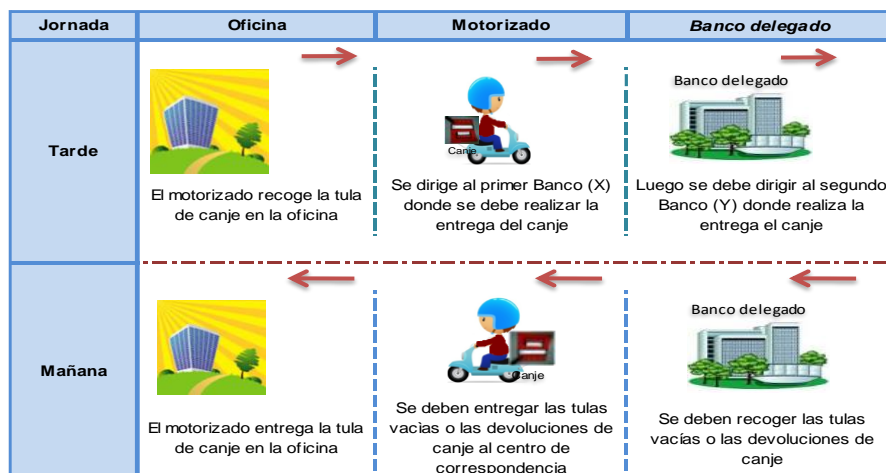 Jornada
Oficina
Motorizado
Banco delegado
Tarde
Canje
Banco delegado
El motorizado recoge la tula
de canje en la oficina
Se dirige al primer Banco (X)
donde se debe realizar la
entrega del canje
Luego se debe dirigir al segundo
Banco (Y) donde realiza la
entrega el canje
Mañana
Canje
Banco delegado
El motorizado entrega la tula
de canje en la oficina
Se deben entregar las tulas
vacias o las devoluciones de
canje al centro de
correspondencia
Se deben recoger las tulas
vacías o las devoluciones de
canje